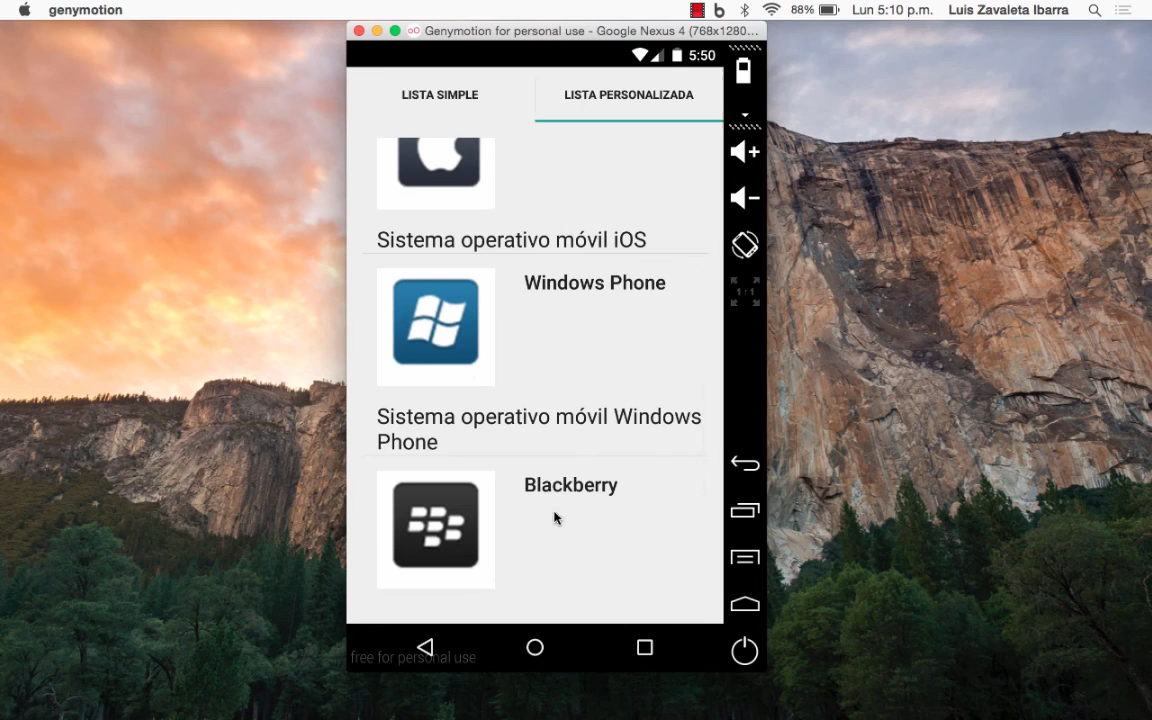 genymotion
88%
Lun 5:10 p.m.
Luis Zavaleta Ibarra
Genymotion for personal use - Google Nexus 4 (768x1280...
5:50
LISTA SIMPLE
LISTA PERSONALIZADA
Sistema operativo móvil iOS
Windows Phone
Sistema operativo móvil Windows
Phone
Blackberry
1:1
free for personal use